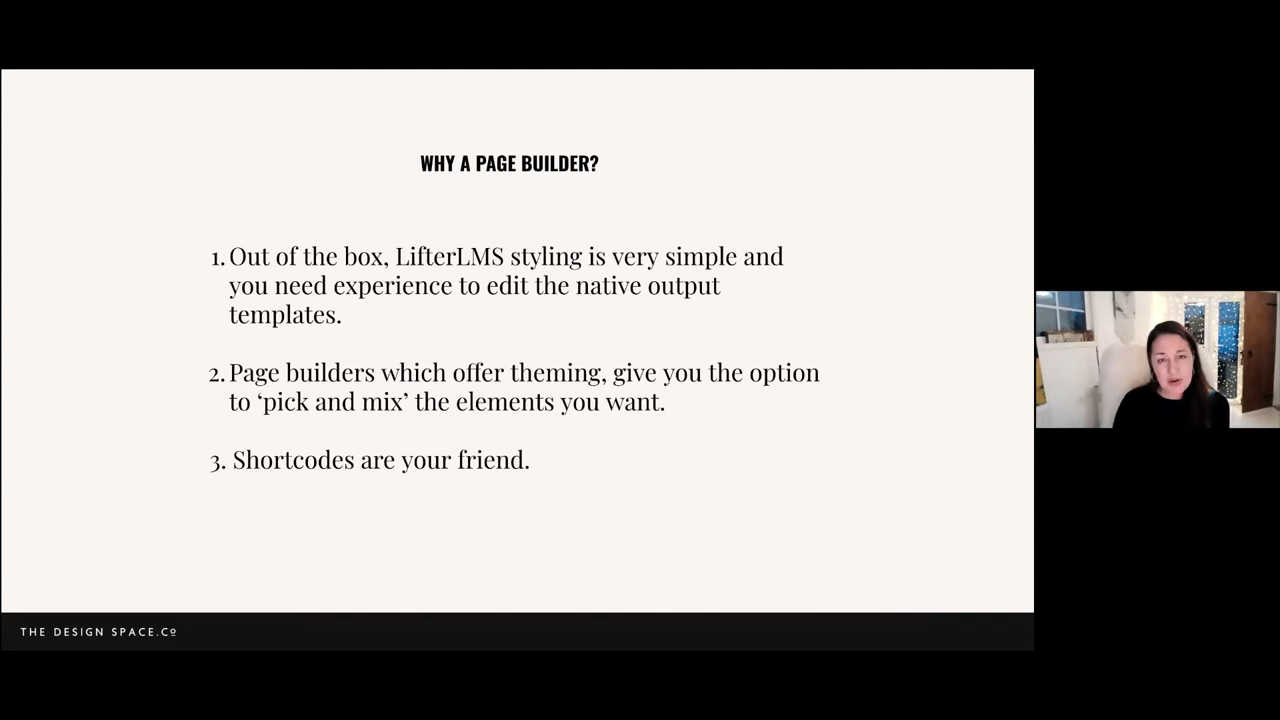 WHY A PAGE BUILDER?
1. Out of the box, LifterLMS styling is very simple and
you need experience to edit the native output
templates.
2. Page builders which offer theming, give you the option
to ‘pick and mix’ the elements you want.
3. Shortcodes are your friend.
THE DESIGN SPACE.Cº